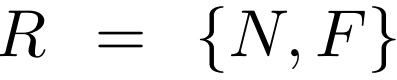 R = {N, F}